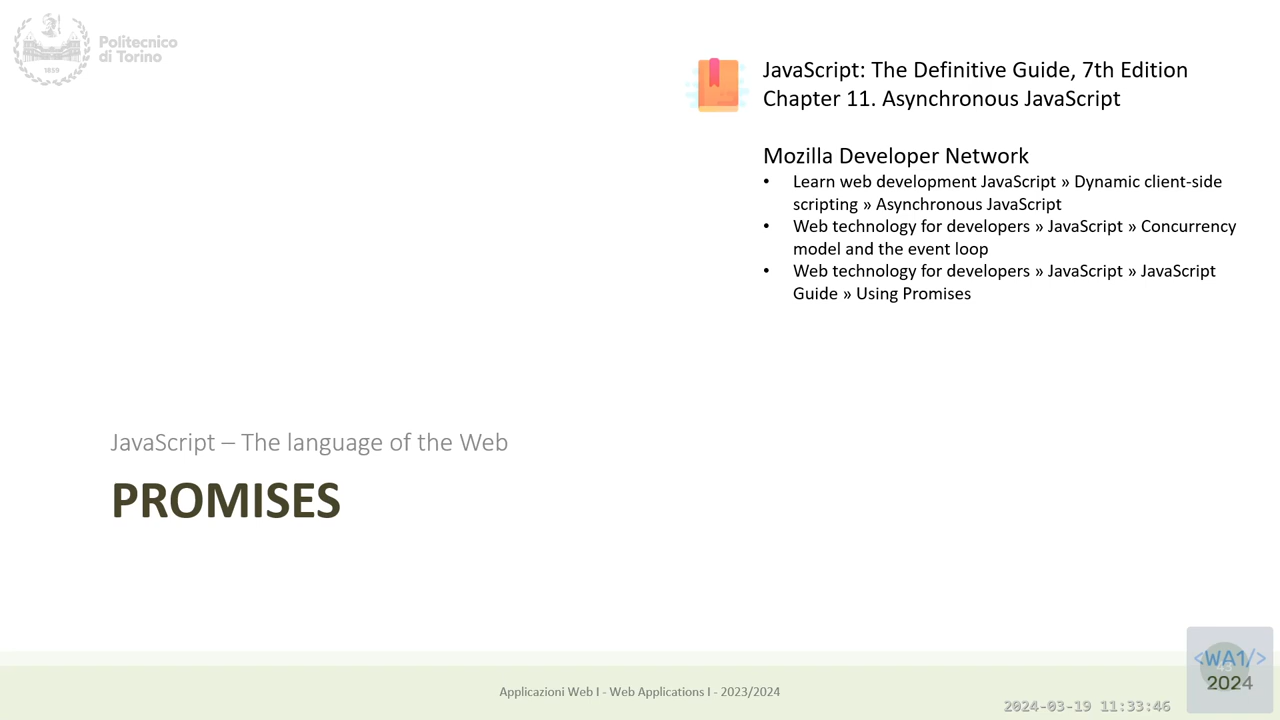 Politecnico
di Torino
1859
JavaScript: The Definitive Guide, 7th Edition
Chapter 11. Asynchronous JavaScript
Mozilla Developer Network
• Learn web development JavaScript » Dynamic client-side
scripting » Asynchronous JavaScript
• Web technology for developers » JavaScript » Concurrency
model and the event loop
• Web technology for developers » JavaScript » JavaScript
Guide » Using Promises
JavaScript – The language of the Web
PROMISES
Applicazioni Web I - Web Applications I - 2023/2024
<WA1/>
2024
2024-03-19 11:33:46